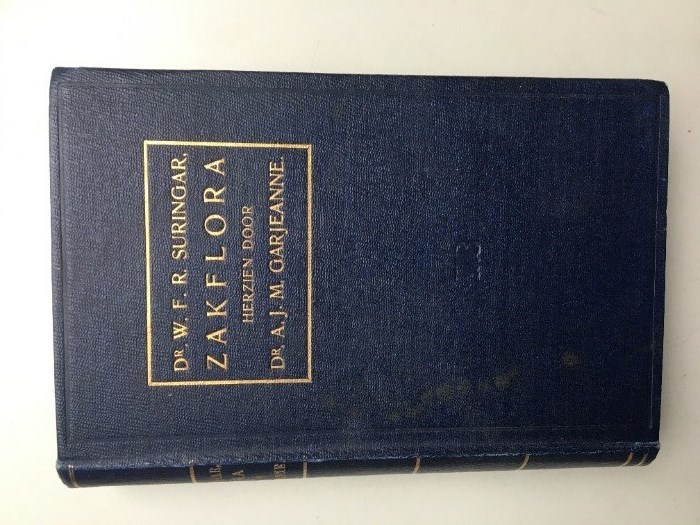 DR. W. F. R. SURINGAR,
ZAKFLORA
HERZIEN DOOR
DR. A. J. M. GARJEANNE.